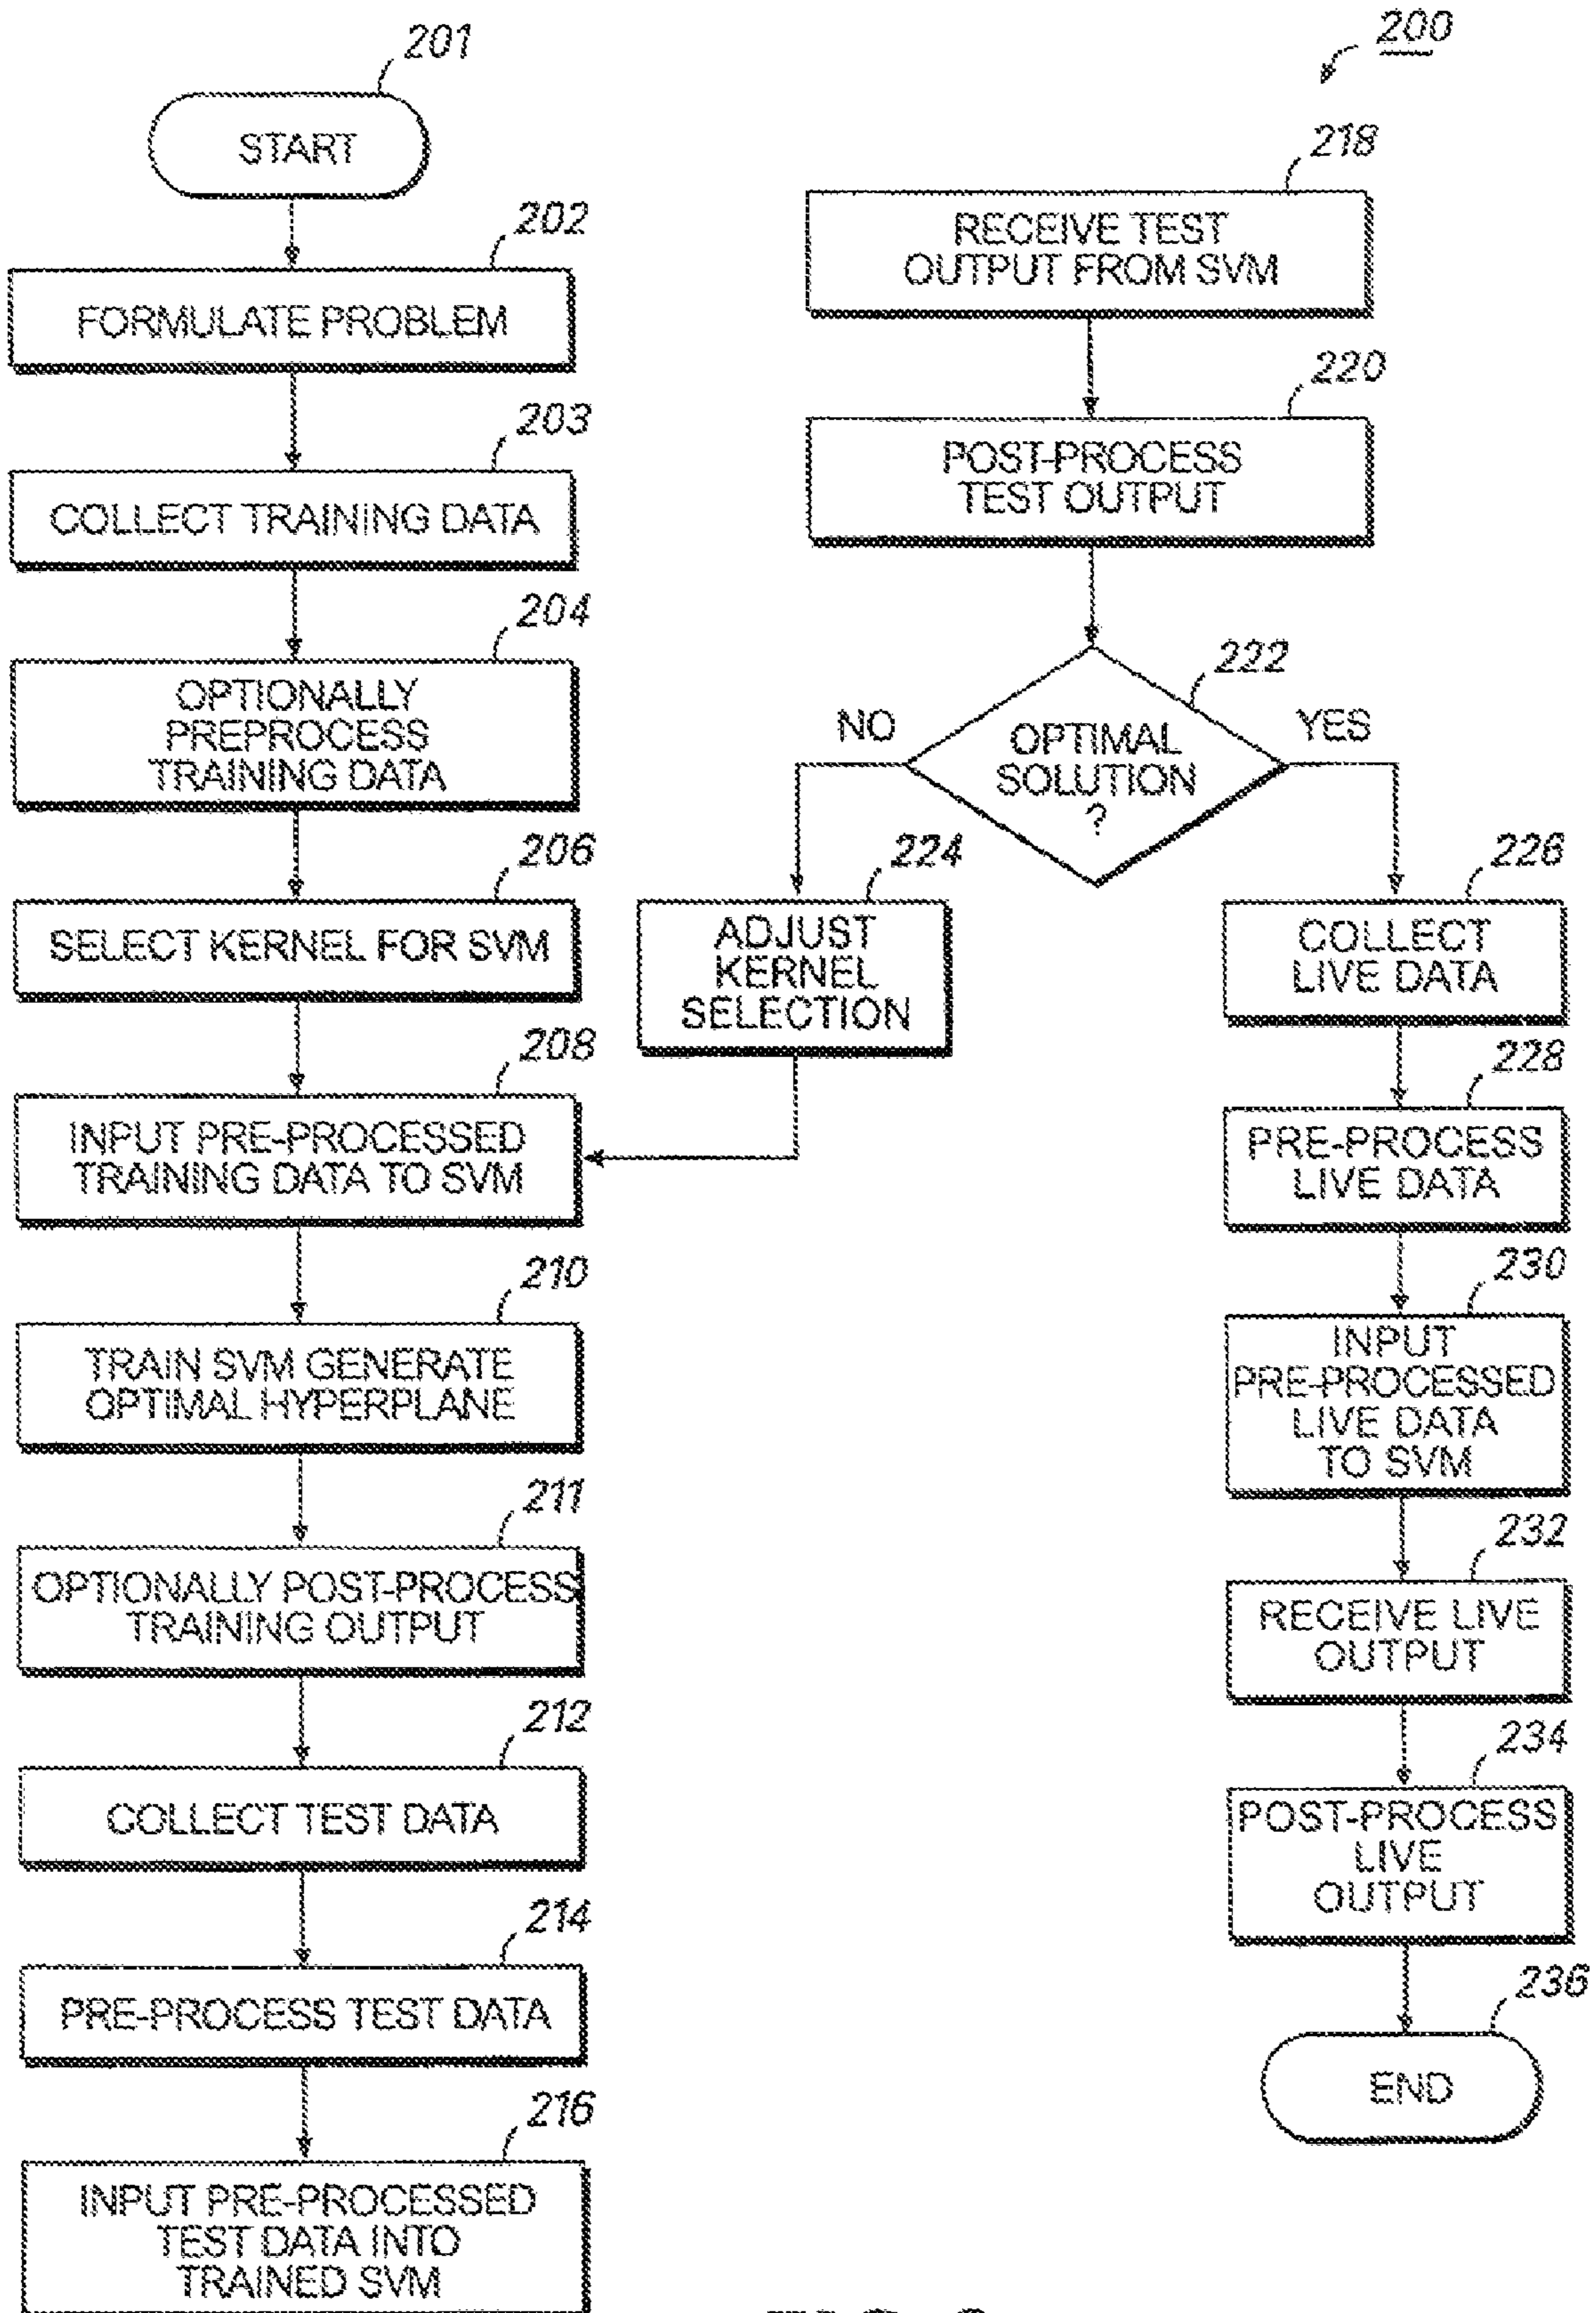 200
201
START
202
FORMULATE PROBLEM
203
COLLECT TRAINING DATA
204
OPTIONALLY
PREPROCESS
TRAINING DATA
206
SELECT KERNEL FOR SVM
208
INPUT PRE-PROCESSED
TRAINING DATA TO SVM
210
TRAIN SVM GENERATE
OPTIMAL HYPERPLANE
211
OPTIONALLY POST-PROCESS
TRAINING OUTPUT
212
COLLECT TEST DATA
214
PRE-PROCESS TEST DATA
216
INPUT PRE-PROCESSED
TEST DATA INTO
TRAINED SVM
218
RECEIVE TEST
OUTPUT FROM SVM
220
POST-PROCESS
TEST OUTPUT
222
OPTIMAL
SOLUTION
?
NO
YES
224
ADJUST
KERNEL
SELECTION
226
COLLECT
LIVE DATA
228
PRE-PROCESS
LIVE DATA
230
INPUT
PRE-PROCESSED
LIVE DATA
TO SVM
232
RECEIVE LIVE
OUTPUT
234
POST-PROCESS
LIVE
OUTPUT
236
END